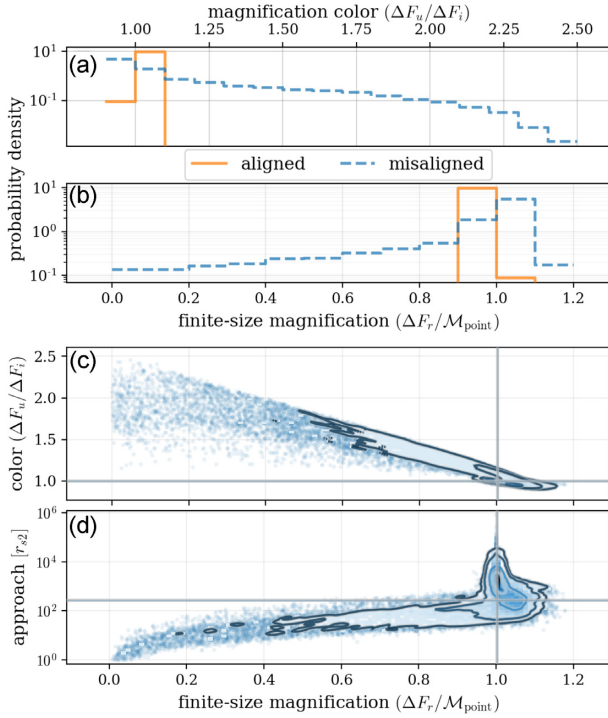 magnification color (ΔF_u/ΔF_i)
1.00 1.25 1.50 1.75 2.00 2.25 2.50
(a)
10^1
10^-1
probability density
aligned misaligned
(b)
10^1
10^0
10^-1
0.0 0.2 0.4 0.6 0.8 1.0 1.2
finite-size magnification (ΔF_r/M_point)
(c)
color (ΔF_u/ΔF_i)
2.5
2.0
1.5
1.0
(d)
approach [r_s2]
10^6
10^4
10^2
10^0
0.0 0.2 0.4 0.6 0.8 1.0 1.2
finite-size magnification (ΔF_r/M_point)